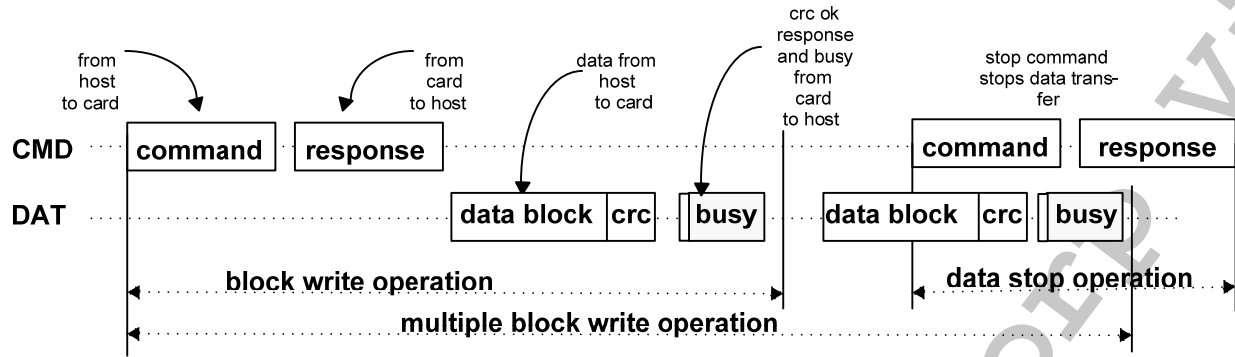 from
host
to card
from
card
to host
data from
host
to card
crc ok
response
and busy
from
card
to host
stop command
stops data trans-
fer
CMD
command
response
command
response
DAT
data block
crc
busy
data block
crc
busy
block write operation
data stop operation
multiple block write operation